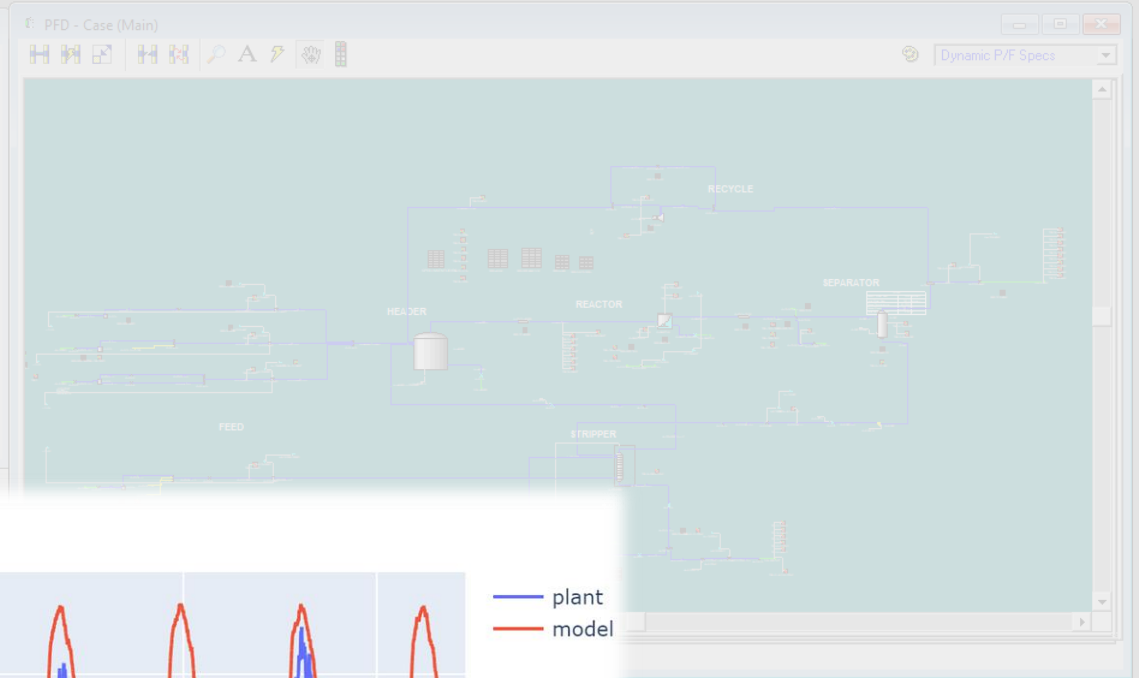 PFD - Case (Main)
A
Dynamic P/F Specs
RECYCLE
SEPARATOR
REACTOR
HEADER
FEED
STRIPPER
plant
model